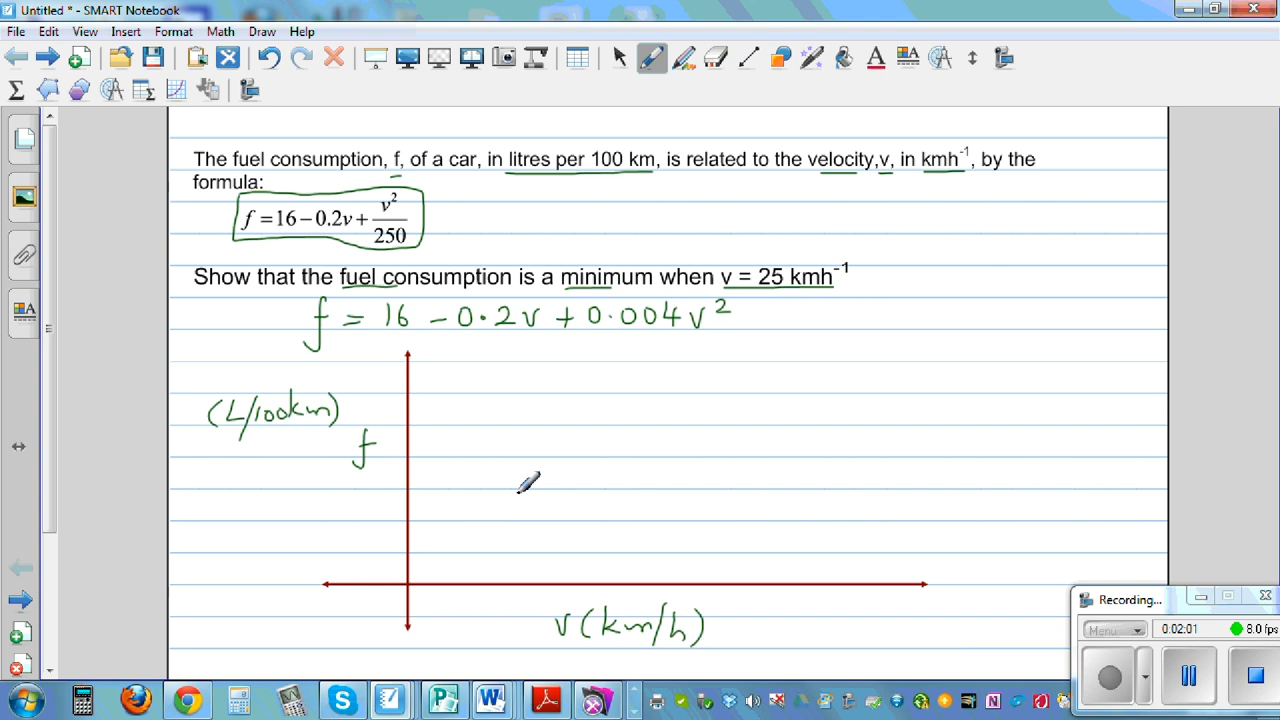 Untitled * - SMART Notebook
File Edit View Insert Format Math Draw Help
The fuel consumption, f, of a car, in litres per 100 km, is related to the velocity,v, in kmh⁻¹, by the
formula:
f = 16 − 0.2v + v²/250
Show that the fuel consumption is a minimum when v = 25 kmh⁻¹
f = 16 − 0.2v + 0.004v²
(L/100km)
f
v(km/h)
Recording...
Menu 0:02:01 8.0 fps